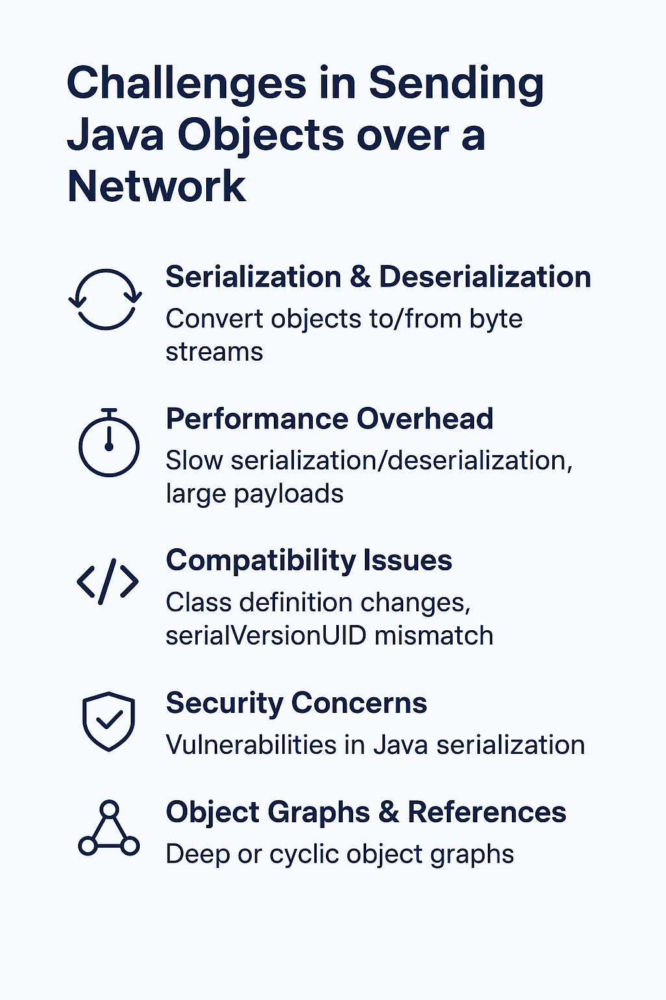 Challenges in Sending
Java Objects over a
Network
Serialization & Deserialization
Convert objects to/from byte
streams
Performance Overhead
Slow serialization/deserialization,
large payloads
Compatibility Issues
Class definition changes,
serialVersionUID mismatch
Security Concerns
Vulnerabilities in Java serialization
Object Graphs & References
Deep or cyclic object graphs